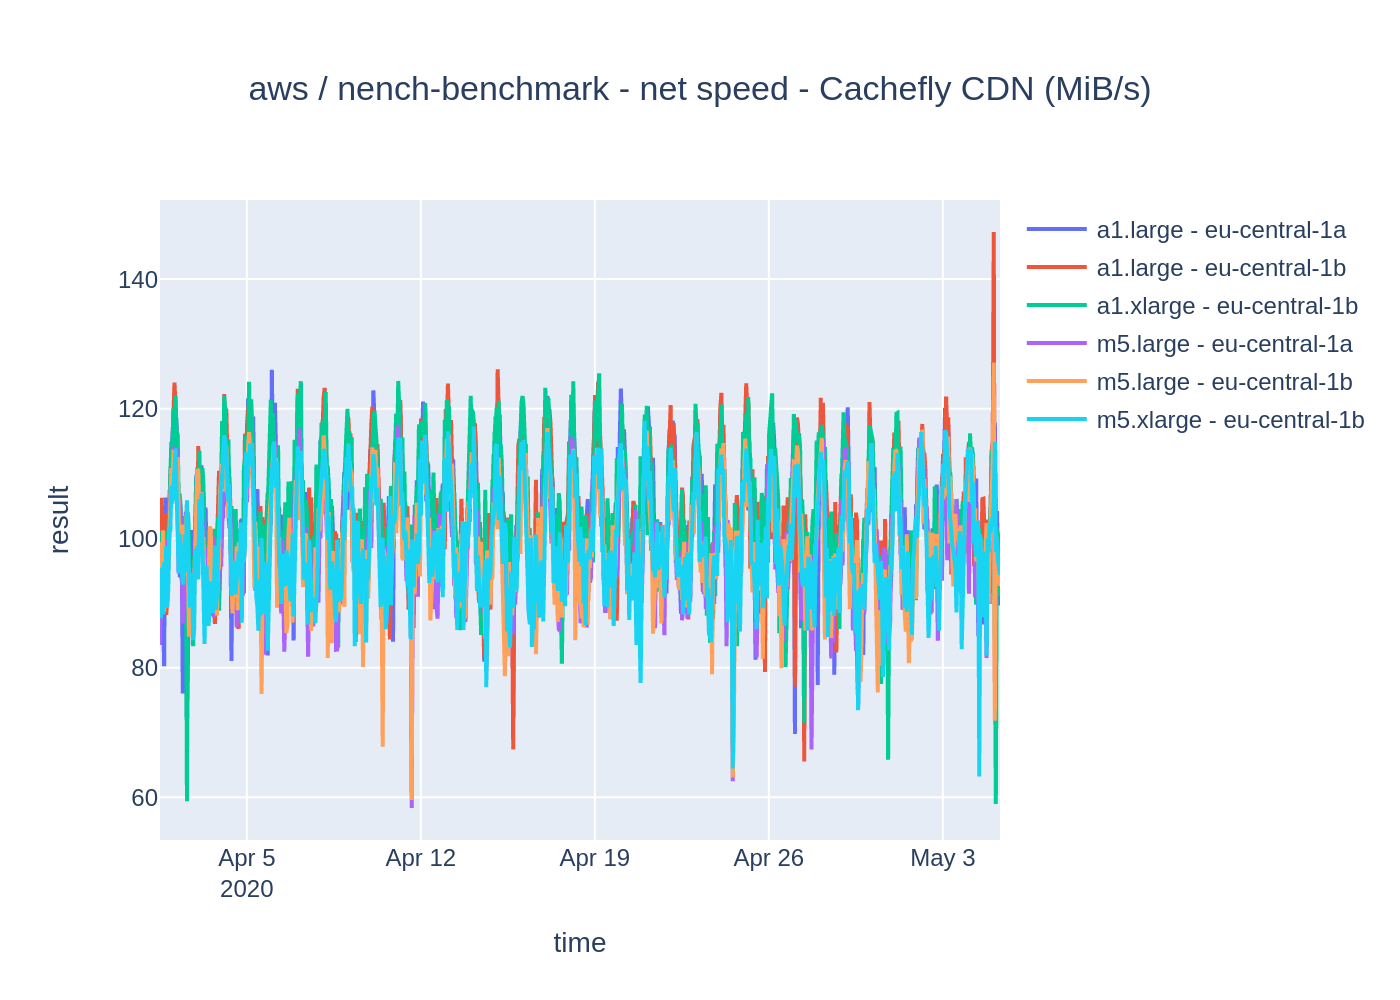 aws / nench-benchmark - net speed - Cachefly CDN (MiB/s)
a1.large - eu-central-1a
a1.large - eu-central-1b
a1.xlarge - eu-central-1b
m5.large - eu-central-1a
m5.large - eu-central-1b
m5.xlarge - eu-central-1b
140
120
100
80
60
result
Apr 5
2020
Apr 12
Apr 19
Apr 26
May 3
time